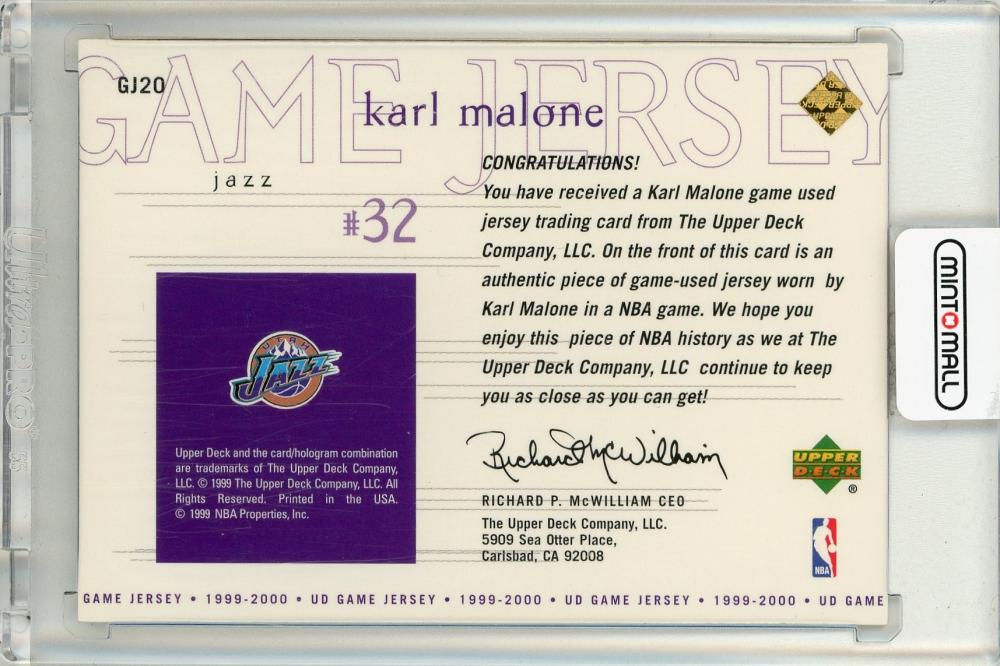 GAME JERSEY
GJ20
karl malone
jazz
#32
CONGRATULATIONS!
You have received a Karl Malone game used
jersey trading card from The Upper Deck
Company, LLC. On the front of this card is an
authentic piece of game-used jersey worn by
Karl Malone in a NBA game. We hope you
enjoy this piece of NBA history as we at The
Upper Deck Company, LLC continue to keep
you as close as you can get!
UTAH
JAZZ
Upper Deck and the card/hologram combination
are trademarks of The Upper Deck Company,
LLC. © 1999 The Upper Deck Company, LLC. All
Rights Reserved. Printed in the USA.
© 1999 NBA Properties, Inc.
Richard P. McWilliam
RICHARD P. McWILLIAM CEO
The Upper Deck Company, LLC.
5909 Sea Otter Place,
Carlsbad, CA 92008
UPPER
DECK
®
NBA
GAME JERSEY • 1999-2000 • UD GAME JERSEY • 1999-2000 • UD GAME JERSEY • 1999-2000 • UD GAME
MINT MALL